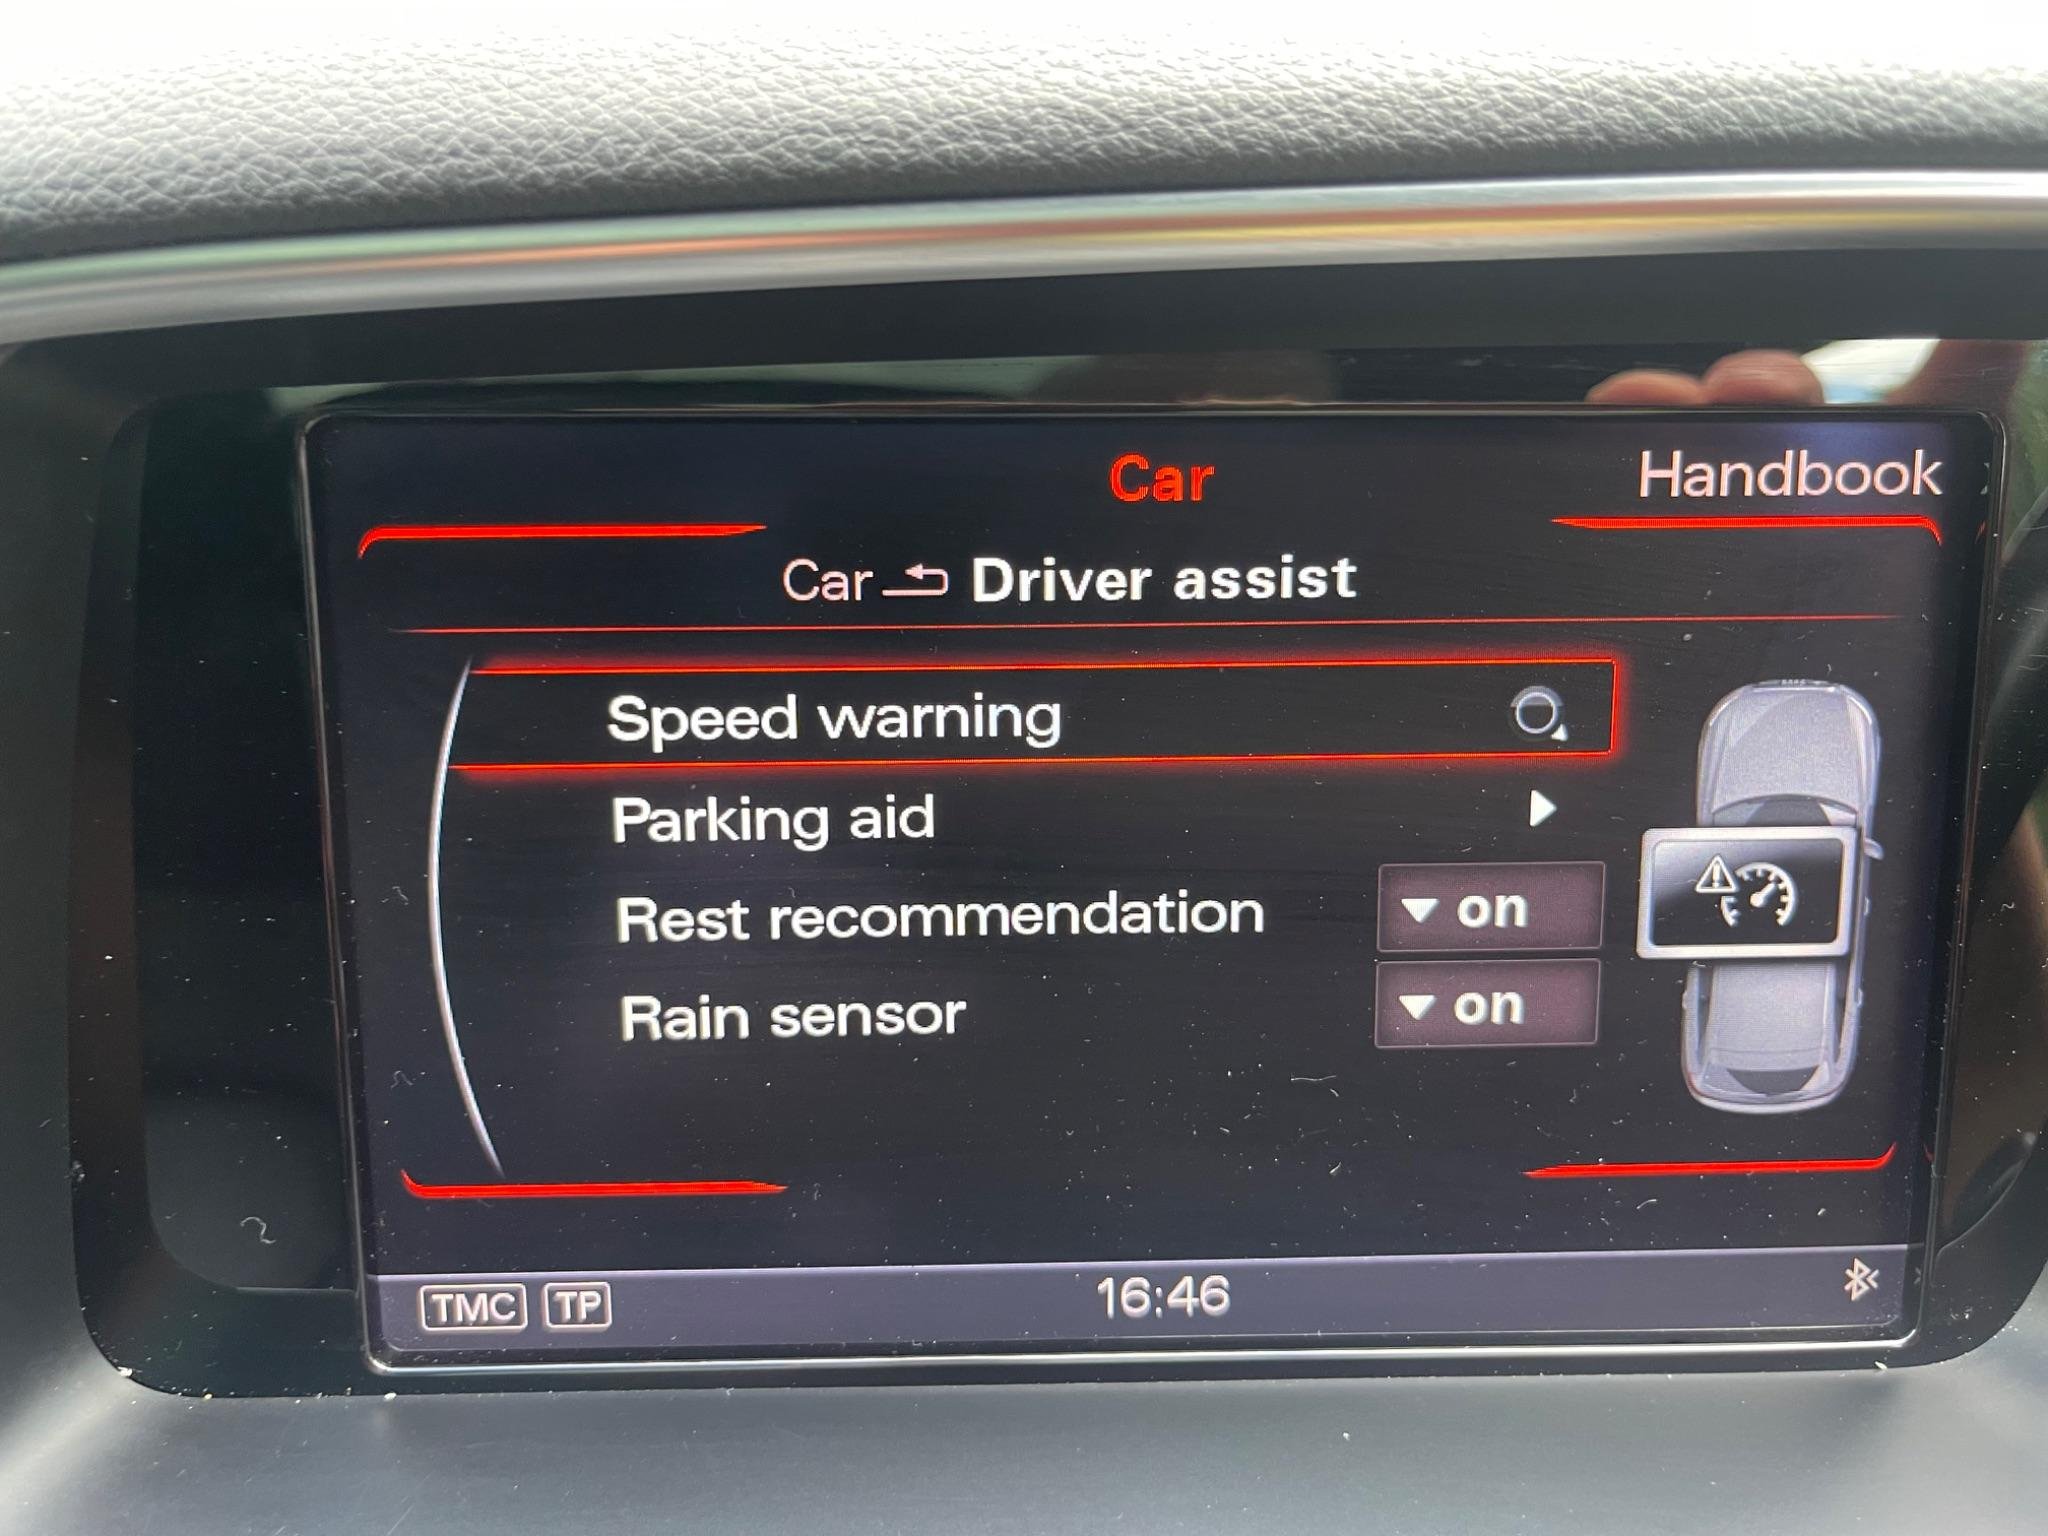 Car
Handbook
Car Driver assist
Speed warning
Parking aid
Rest recommendation on
Rain sensor on
TMC TP 16:46